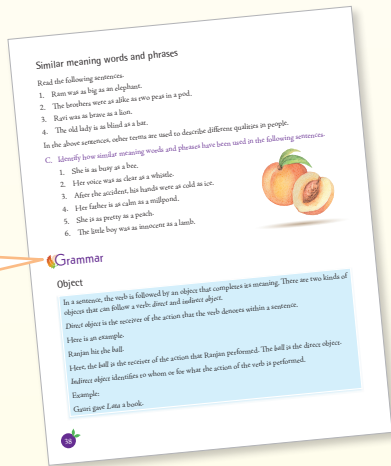 Similar meaning words and phrases
Read the following sentences.
1. Ram was as big as an elephant.
2. The brothers were as alike as two peas in a pod.
3. Ravi was as brave as a lion.
4. The old lady is as blind as a bat.
In the above sentences, other terms are used to describe different qualities in people.
C. Identify how similar meaning words and phrases have been used in the following sentences.
1. She is as busy as a bee.
2. Her voice was as clear as a whistle.
3. After the accident, his hands were as cold as ice.
4. Her father is as calm as a millpond.
5. She is as pretty as a peach.
6. The little boy was as innocent as a lamb.
Grammar
Object
In a sentence, the verb is followed by an object that completes its meaning. There are two kinds of
objects that can follow a verb: direct and indirect object.
Direct object is the receiver of the action that the verb denotes within a sentence.
Here is an example.
Ranjan hit the ball.
Here, the ball is the receiver of the action that Ranjan performed. The ball is the direct object.
Indirect object identifies to whom or for what the action of the verb is performed.
Example:
Gauri gave Lata a book.
38